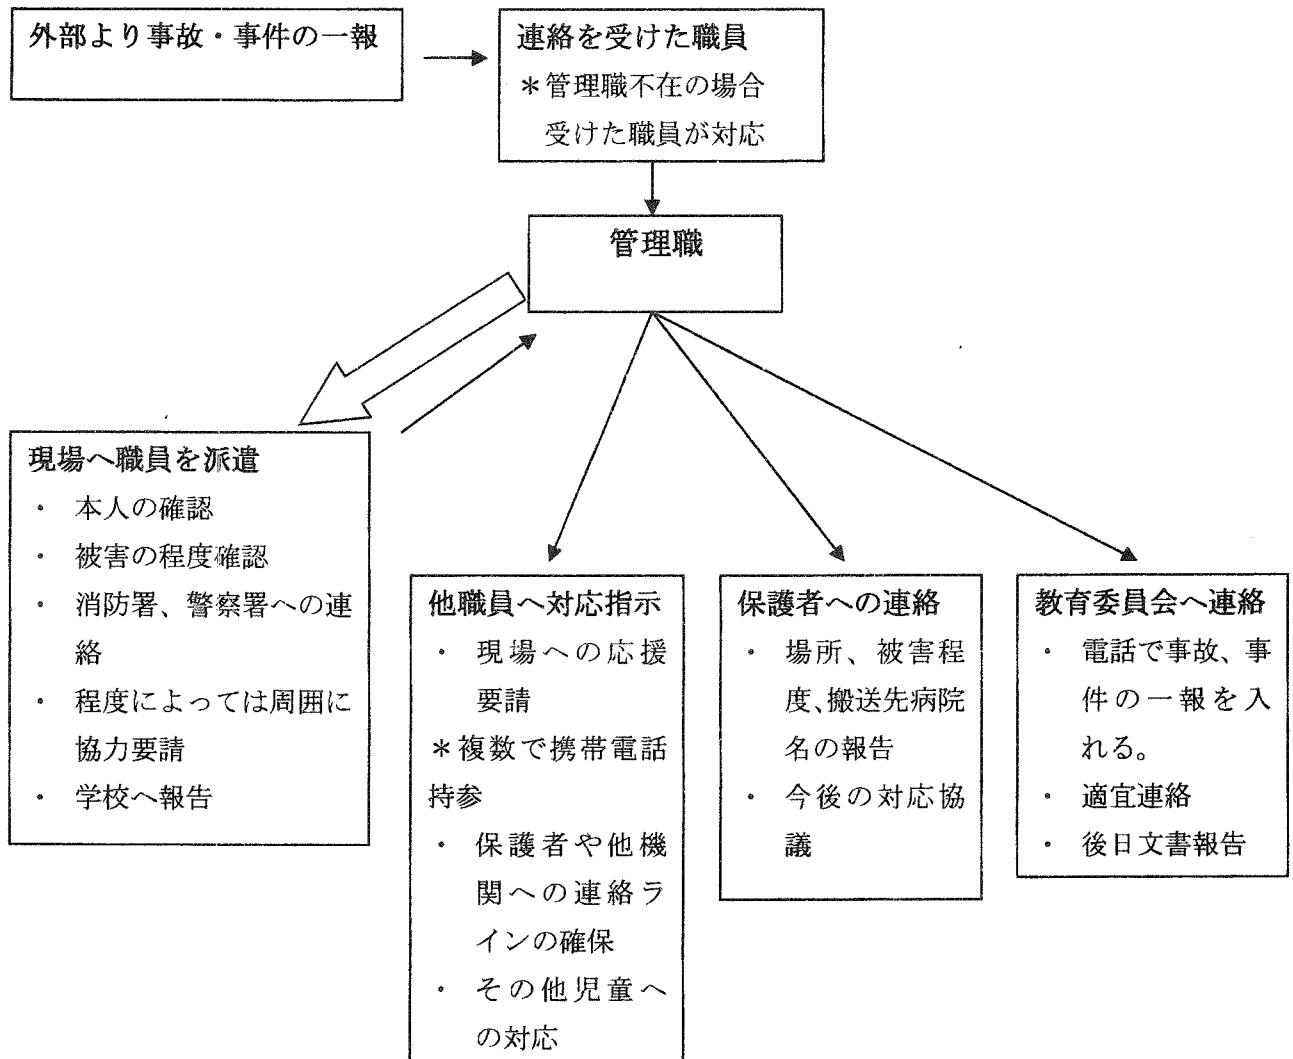 外部より事故・事件の一報
連絡を受けた職員
＊管理職不在の場合
受けた職員が対応
管理職
現場へ職員を派遣
・ 本人の確認
・ 被害の程度確認
・ 消防署、警察署への連
絡
・ 程度によっては周囲に
協力要請
・ 学校へ報告
他職員へ対応指示
・ 現場への応援
要請
＊複数で携帯電話
持参
・ 保護者や他機
関への連絡ラ
インの確保
・ その他児童へ
の対応
保護者への連絡
・ 場所、被害程
度、搬送先病院
名の報告
・ 今後の対応協
議
教育委員会へ連絡
・ 電話で事故、事
件の一報を入
れる。
・ 適宜連絡
・ 後日文書報告